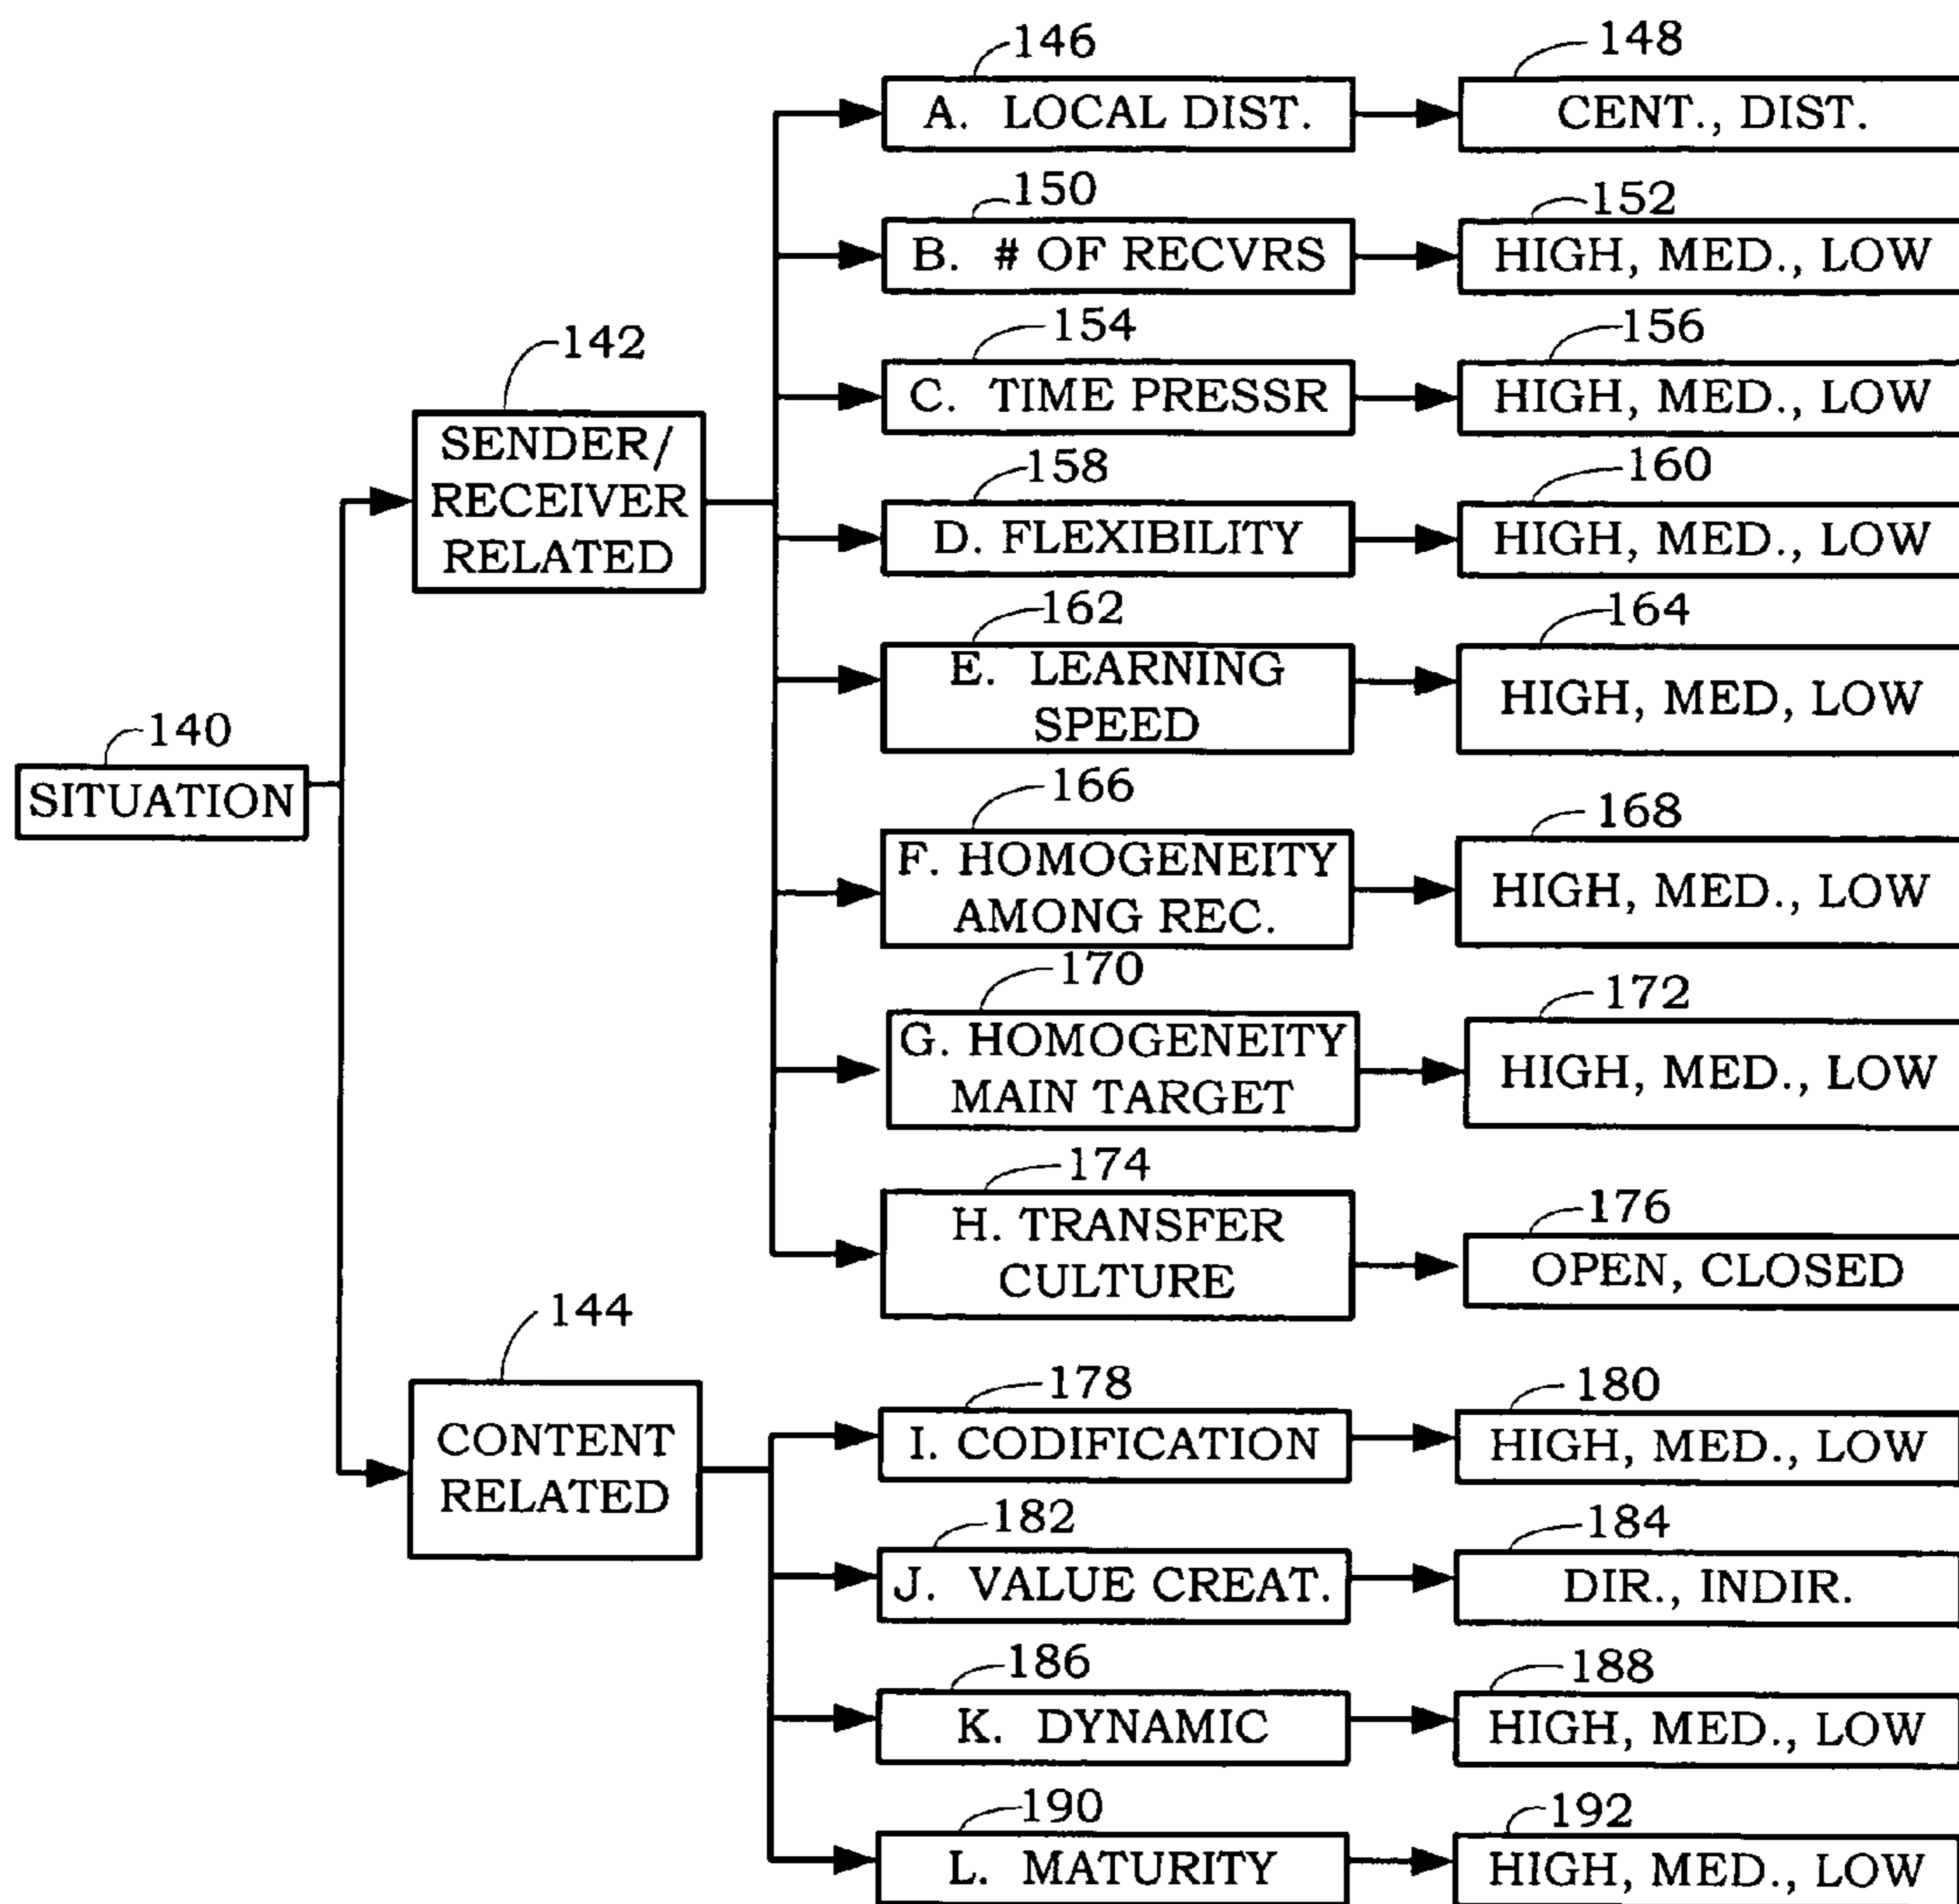 146
148
A. LOCAL DIST.
CENT., DIST.
150
152
B. # OF RECVRS
HIGH, MED., LOW
154
156
C. TIME PRESSR
HIGH, MED., LOW
142
SENDER/
RECEIVER
RELATED
158
160
D. FLEXIBILITY
HIGH, MED., LOW
162
164
E. LEARNING
SPEED
HIGH, MED, LOW
140
SITUATION
166
168
F. HOMOGENEITY
AMONG REC.
HIGH, MED., LOW
170
172
G. HOMOGENEITY
MAIN TARGET
HIGH, MED., LOW
174
176
H. TRANSFER
CULTURE
OPEN, CLOSED
144
CONTENT
RELATED
178
180
I. CODIFICATION
HIGH, MED., LOW
182
184
J. VALUE CREAT.
DIR., INDIR.
186
188
K. DYNAMIC
HIGH, MED., LOW
190
192
L. MATURITY
HIGH, MED., LOW